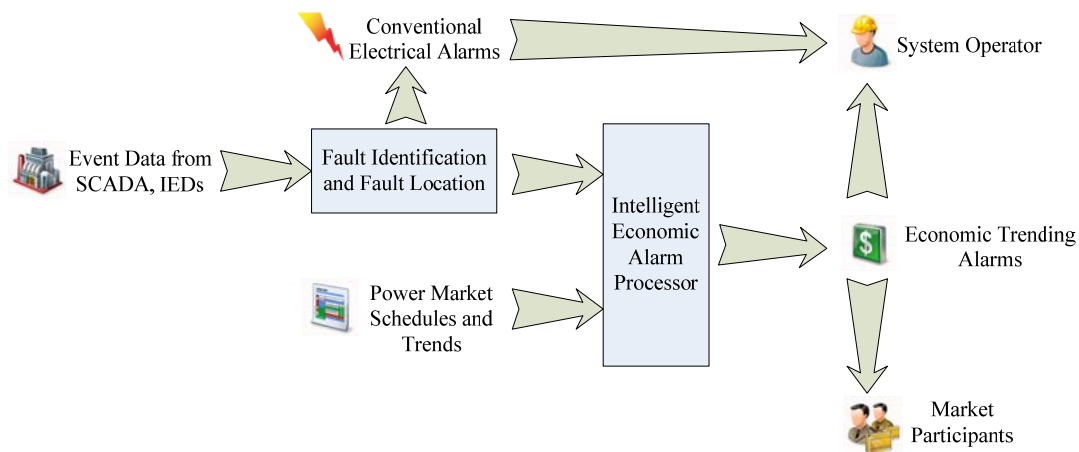 Conventional
Electrical Alarms
System Operator
Event Data from
SCADA, IEDs
Fault Identification
and Fault Location
Intelligent
Economic
Alarm
Processor
$
Economic Trending
Alarms
Power Market
Schedules and
Trends
Market
Participants